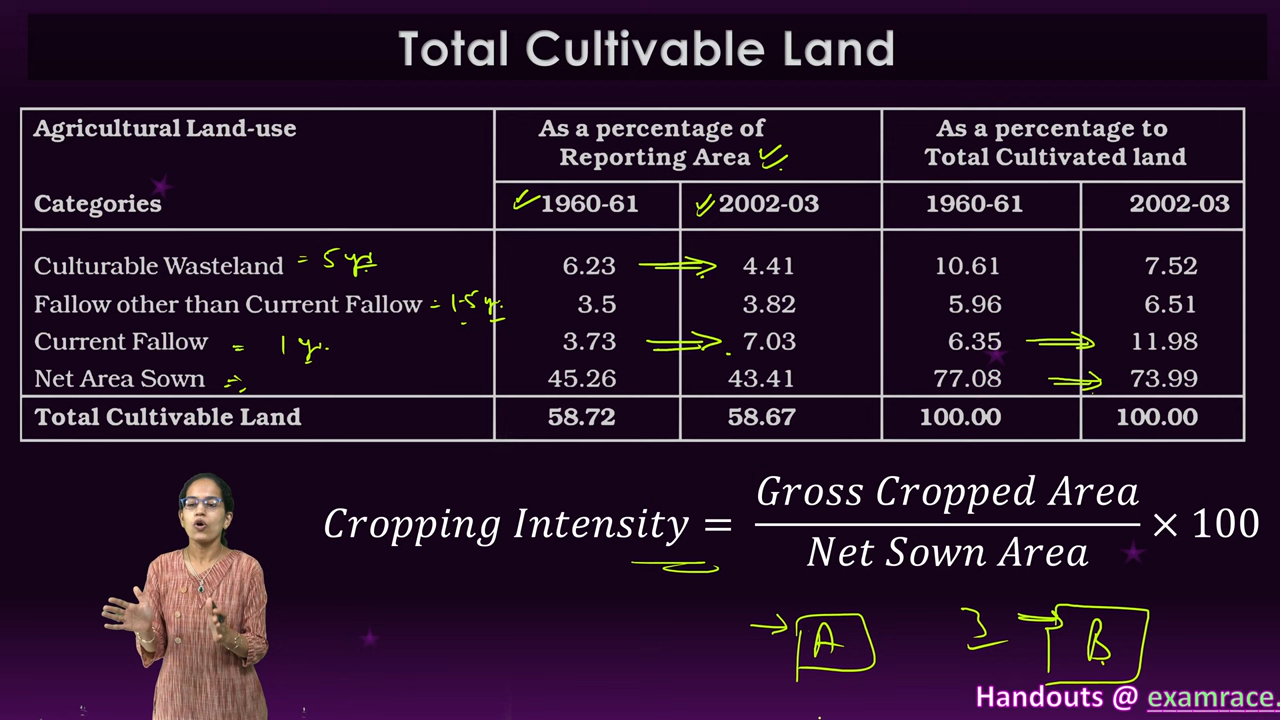 Total Cultivable Land
Agricultural Land-use As a percentage of As a percentage to
Reporting Area Total Cultivated land
Categories 1960-61 2002-03 1960-61 2002-03
Culturable Wasteland = 5 yrs 6.23 4.41 10.61 7.52
Fallow other than Current Fallow = 1-5 yr. 3.5 3.82 5.96 6.51
Current Fallow = 1 yr. 3.73 7.03 6.35 11.98
Net Area Sown 45.26 43.41 77.08 73.99
Total Cultivable Land 58.72 58.67 100.00 100.00
Cropping Intensity = Gross Cropped Area / Net Sown Area × 100
A 3 B
Handouts @ examrace.